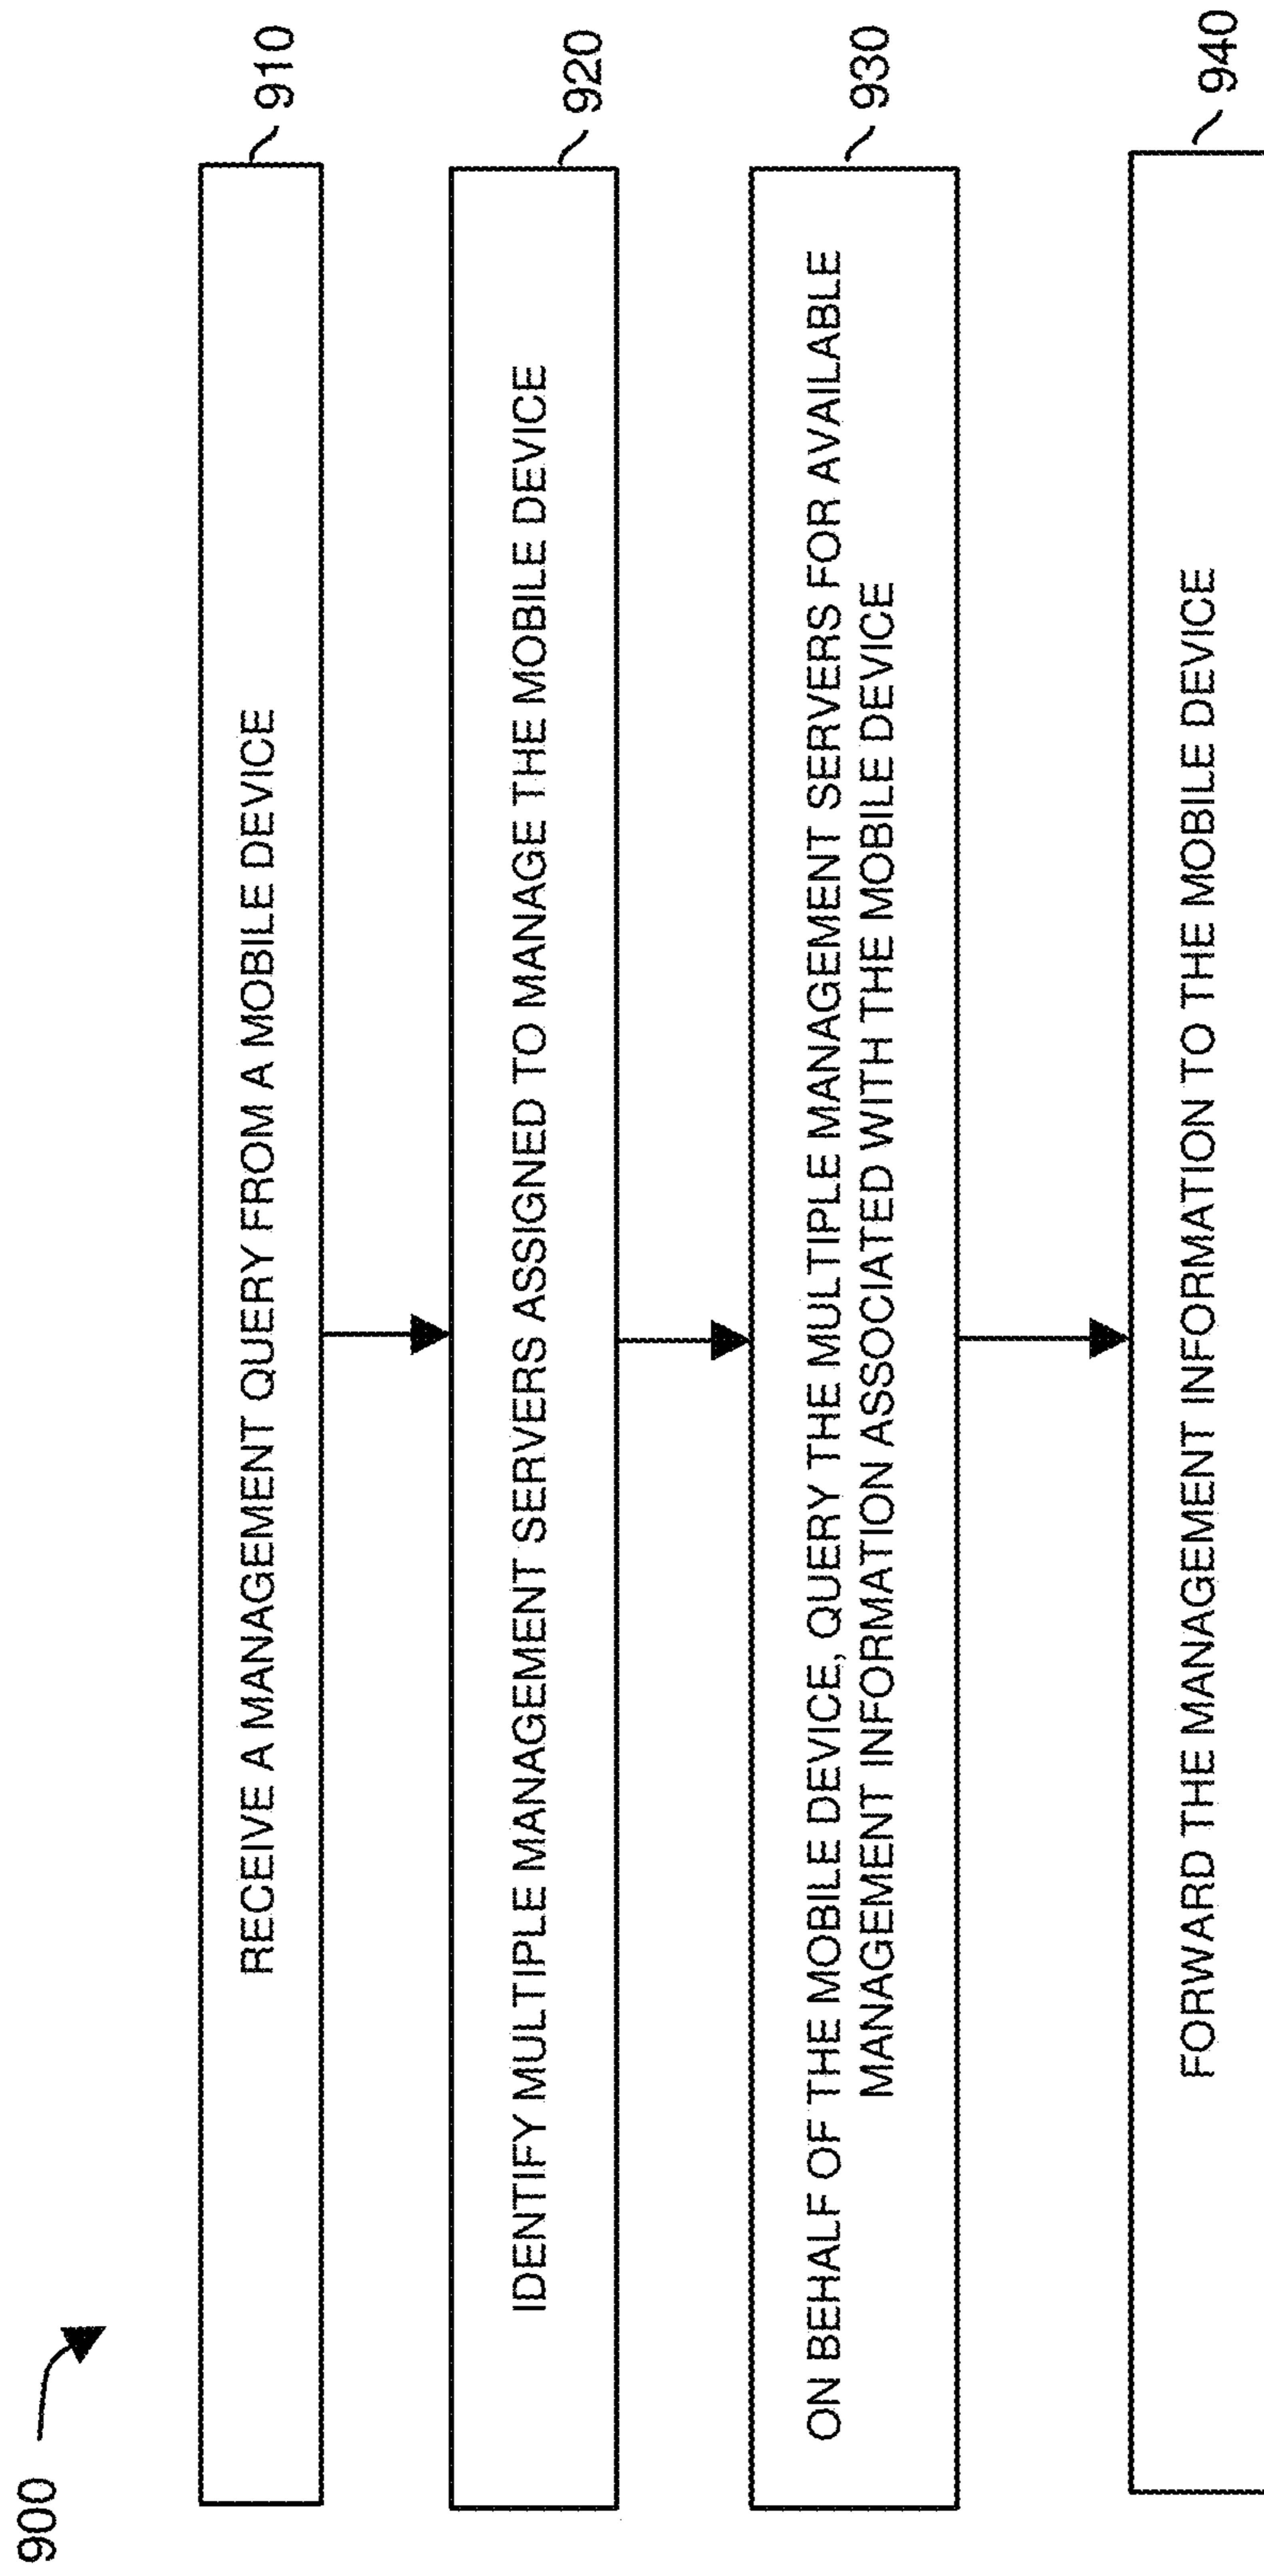 900
RECEIVE A MANAGEMENT QUERY FROM A MOBILE DEVICE
910
IDENTIFY MULTIPLE MANAGEMENT SERVERS ASSIGNED TO MANAGE THE MOBILE DEVICE
920
ON BEHALF OF THE MOBILE DEVICE, QUERY THE MULTIPLE MANAGEMENT SERVERS FOR AVAILABLE
MANAGEMENT INFORMATION ASSOCIATED WITH THE MOBILE DEVICE
930
FORWARD THE MANAGEMENT INFORMATION TO THE MOBILE DEVICE
940